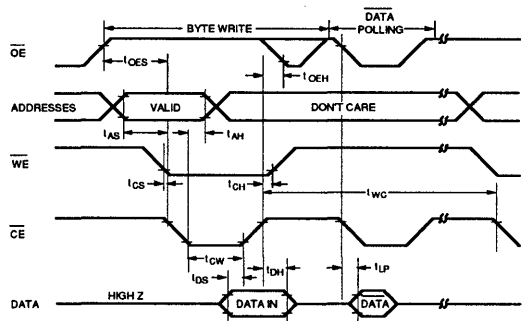 BYTE WRITE
DATA
POLLING
OE
tOES
tOEH
ADDRESSES
VALID
DON'T CARE
tAS
tAH
WE
tCS
tCH
tWC
CE
tCW
tDS
tDH
tLP
DATA
HIGH Z
DATA IN
DATA